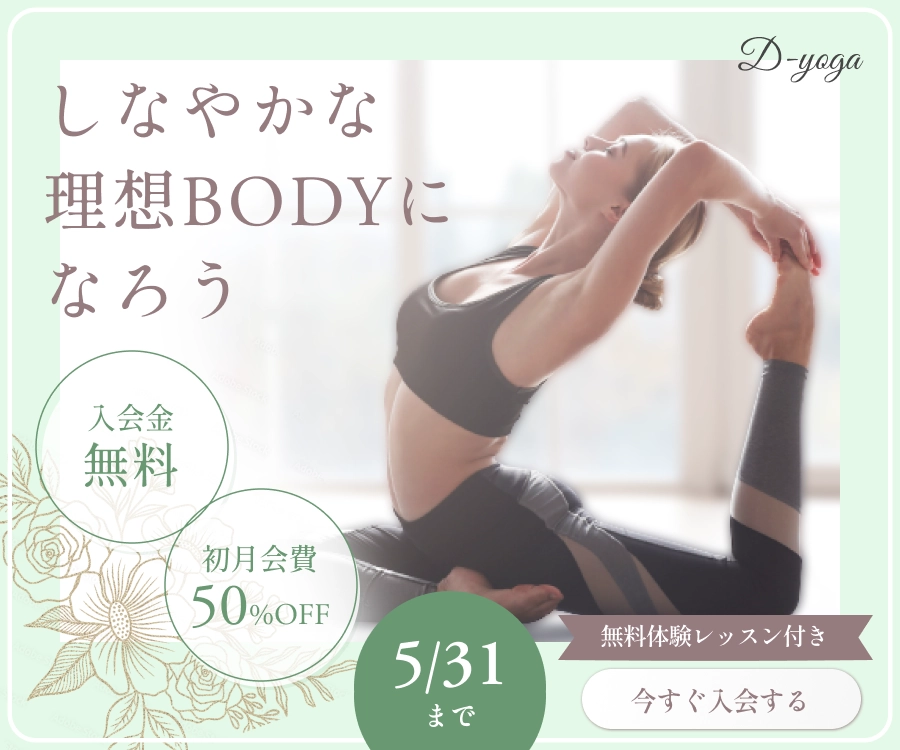 D-yoga
しなやかな
理想BODYに
なろう
入会金
無料
初月会費
50%OFF
5/31
まで
無料体験レッスン付き
今すぐ入会する